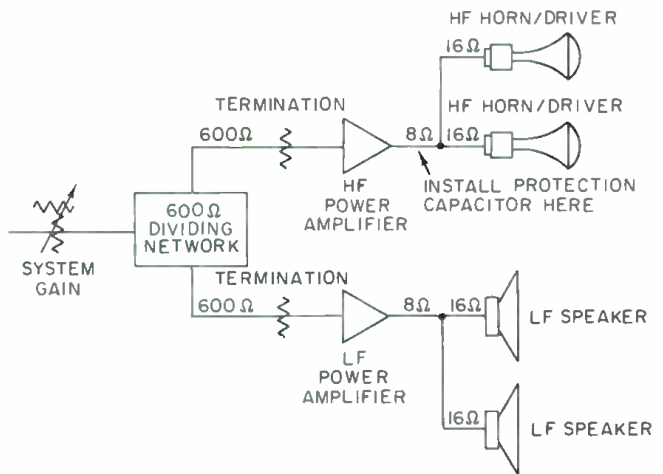 HF HORN/DRIVER
16Ω
HF HORN/DRIVER
TERMINATION
600Ω
8Ω
16Ω
HF
POWER
AMPLIFIER
INSTALL PROTECTION
CAPACITOR HERE
600Ω
DIVIDING
NETWORK
SYSTEM
GAIN
TERMINATION
600Ω
8Ω
16Ω
LF SPEAKER
LF
POWER
AMPLIFIER
16Ω
LF SPEAKER